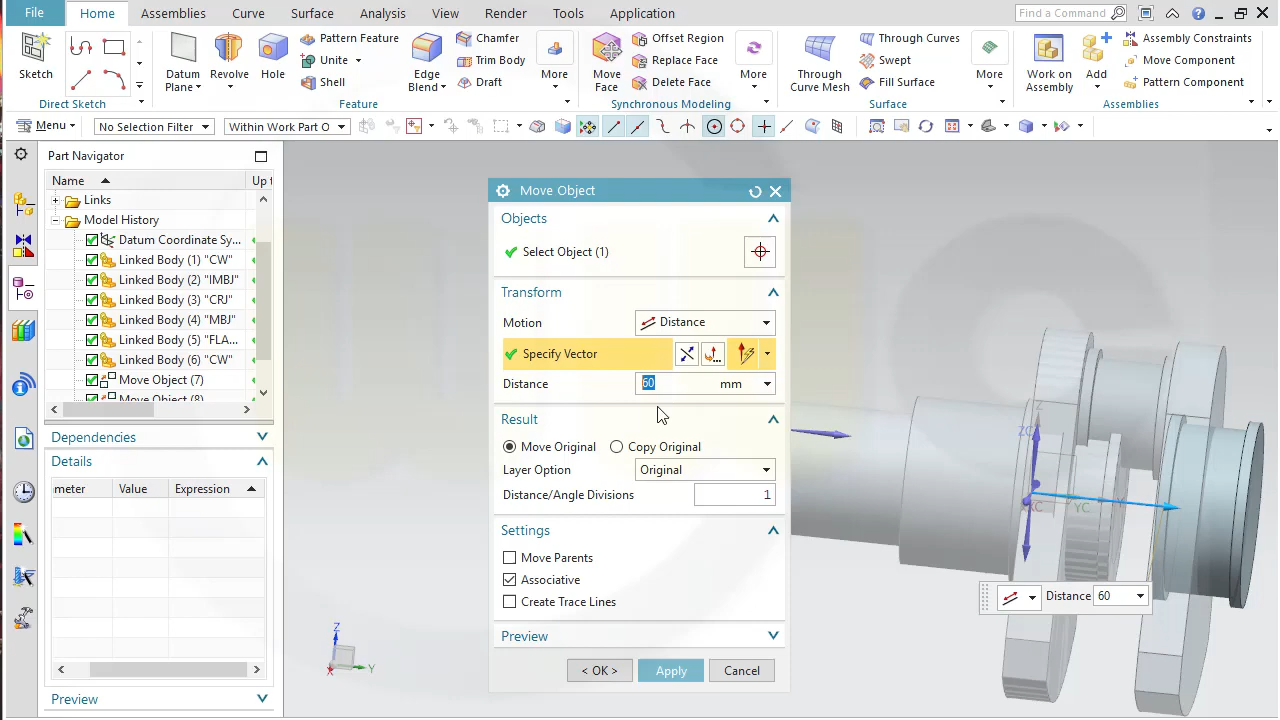 File
Home
Assemblies
Curve
Surface
Analysis
View
Render
Tools
Application
Find a Command
Sketch
Direct Sketch
Datum Plane
Revolve
Hole
Pattern Feature
Unite
Shell
Edge Blend
Chamfer
Trim Body
Draft
More
Feature
Move Face
Offset Region
Replace Face
Delete Face
More
Synchronous Modeling
Through Curve Mesh
Through Curves
Swept
Fill Surface
More
Surface
Work on Assembly
Add
Assembly Constraints
Move Component
Pattern Component
Assemblies
Menu
No Selection Filter
Within Work Part O
Part Navigator
Name
Up t
Links
Model History
Datum Coordinate Sy...
Linked Body (1) "CW"
Linked Body (2) "IMBJ"
Linked Body (3) "CRJ"
Linked Body (4) "MBJ"
Linked Body (5) "FLA...
Linked Body (6) "CW"
Move Object (7)
Move Object (8)
Dependencies
Details
meter
Value
Expression
Preview
Move Object
Objects
Select Object (1)
Transform
Motion
Distance
Specify Vector
Distance
60
mm
Result
Move Original
Copy Original
Layer Option
Original
Distance/Angle Divisions
1
Settings
Move Parents
Associative
Create Trace Lines
Preview
< OK >
Apply
Cancel
Z
ZC
XC
YC
Y
Distance 60
Z
X
Y